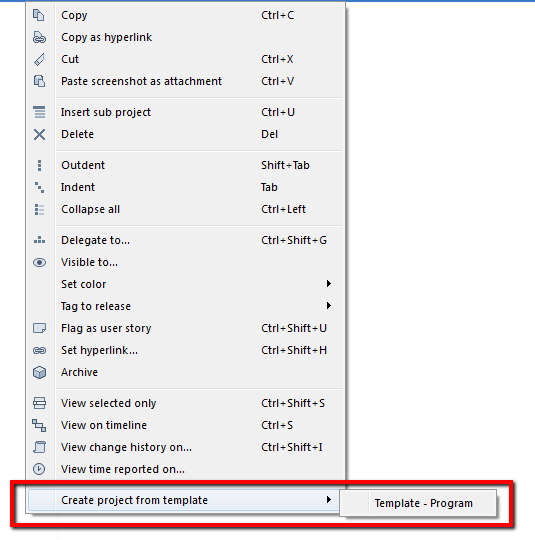 Copy Ctrl+C
Copy as hyperlink
Cut Ctrl+X
Paste screenshot as attachment Ctrl+V
Insert sub project Ctrl+U
Delete Del
Outdent Shift+Tab
Indent Tab
Collapse all Ctrl+Left
Delegate to... Ctrl+Shift+G
Visible to...
Set color
Tag to release
Flag as user story Ctrl+Shift+U
Set hyperlink... Ctrl+Shift+H
Archive
View selected only Ctrl+Shift+S
View on timeline Ctrl+S
View change history on... Ctrl+Shift+I
View time reported on...
Create project from template Template - Program